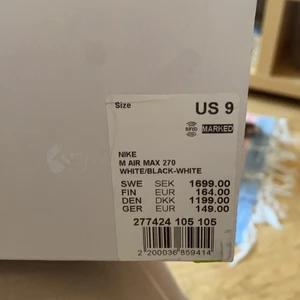 Size
US 9
RFID
MARKED
NIKE
M AIR MAX 270
WHITE/BLACK-WHITE
SWE SEK 1699.00
FIN EUR 164.00
DEN DKK 1199.00
GER EUR 149.00
277424 105 105
2 200036 859414